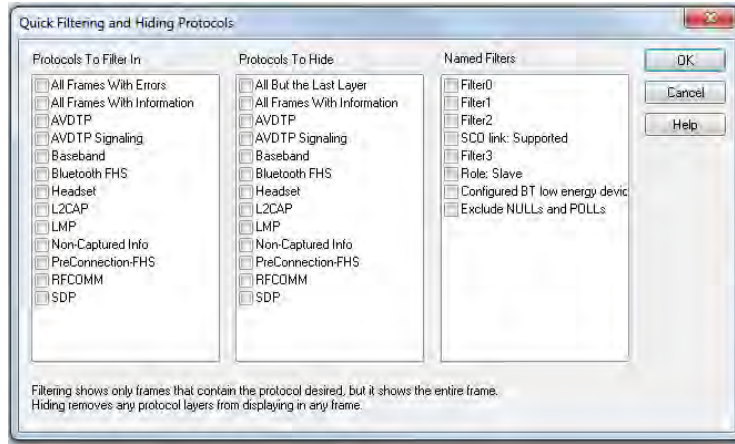 Quick Filtering and Hiding Protocols
Protocols To Filter In
All Frames With Errors
All Frames With Information
AVDTP
AVDTP Signaling
Baseband
Bluetooth FHS
Headset
L2CAP
LMP
Non-Captured Info
PreConnection-FHS
RFCOMM
SDP
Protocols To Hide
All But the Last Layer
All Frames With Information
AVDTP
AVDTP Signaling
Baseband
Bluetooth FHS
Headset
L2CAP
LMP
Non-Captured Info
PreConnection-FHS
RFCOMM
SDP
Named Filters
Filter0
Filter1
Filter2
SCO link: Supported
Filter3
Role: Slave
Configured BT low energy devic
Exclude NULLs and POLLs
OK
Cancel
Help
Filtering shows only frames that contain the protocol desired, but it shows the entire frame.
Hiding removes any protocol layers from displaying in any frame.